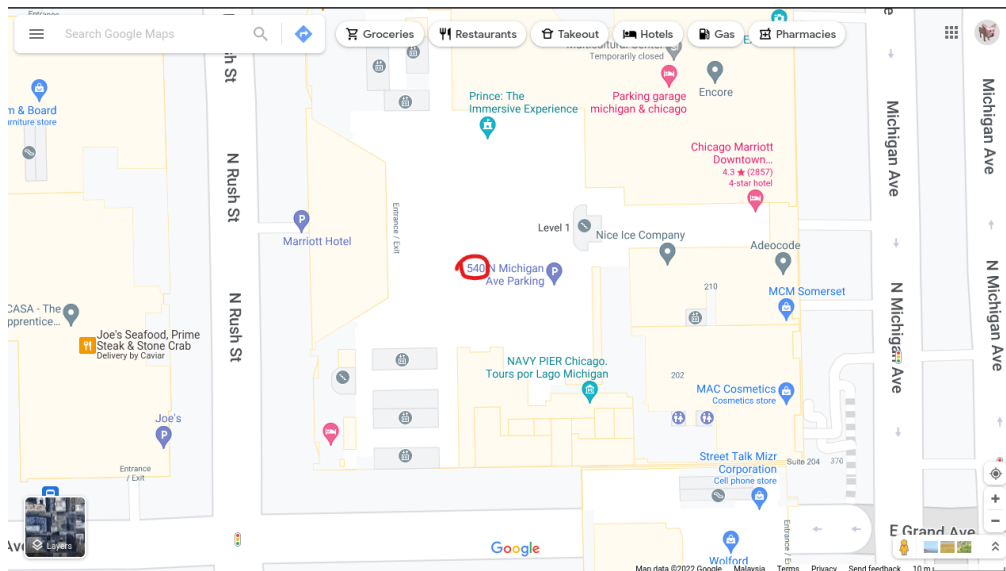 Entrance
Search Google Maps
Groceries
Restaurants
Takeout
Hotels
Gas
Pharmacies
Multicultural Center
Temporarily closed
Parking garage
michigan & chicago
Encore
Prince: The
Immersive Experience
m & Board
urniture store
N Rush St
N Rush St
Michigan Ave
Michigan Ave
Chicago Marriott
Downtown...
4.3 ★ (2857)
4-star hotel
P
Marriott Hotel
Entrance / Exit
Level 1
Nice Ice Company
Adeocode
540 N Michigan
Ave Parking
P
210
MCM Somerset
N Michigan Ave
N Michigan Ave
CASA - The
pprentice...
Joe's Seafood, Prime
Steak & Stone Crab
Delivery by Caviar
NAVY PIER Chicago.
Tours por Lago Michigan
202
MAC Cosmetics
Cosmetics store
Joe's
P
Entrance
/ Exit
Street Talk Mizr
Corporation
Cell phone store
Suite 204
370
Entrance /
Wolford
E Grand Ave
Layers
Google
Map data ©2022 Google
Malaysia
Terms
Privacy
Send feedback
10 m